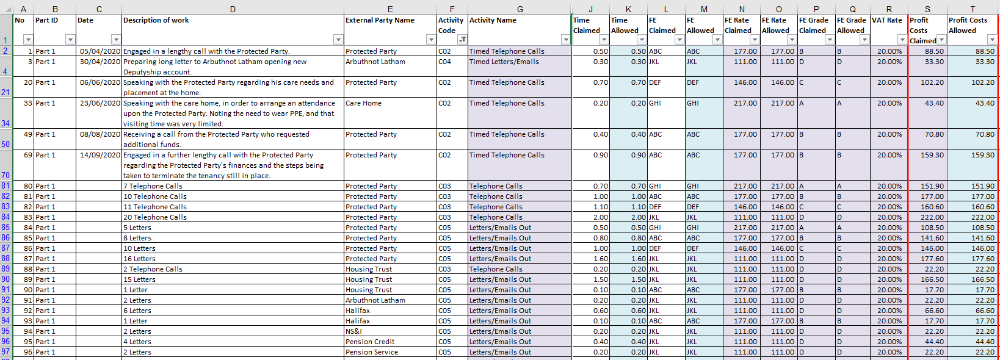 A B C D E F G J K L M N O P Q R S T
1 No Part ID Date Description of work External Party Name Activity Code Activity Name Time Claimed Time Allowed FE Claimed FE Allowed FE Rate Claimed FE Rate Allowed FE Grade Claimed FE Grade Allowed VAT Rate Profit Costs Claimed Profit Costs Allowed
2 1 Part 1 05/04/2020 Engaged in a lengthy call with the Protected Party. Protected Party C02 Timed Telephone Calls 0.50 0.50 ABC ABC 177.00 177.00 B B 20.00% 88.50 88.50
4 3 Part 1 30/04/2020 Preparing long letter to Arbuthnot Latham opening new Arbuthnot Latham C04 Timed Letters/Emails 0.30 0.30 JKL JKL 111.00 111.00 D D 20.00% 33.30 33.30
Deputyship account.
21 20 Part 1 06/06/2020 Speaking with the Protected Party regarding his care needs and Protected Party C02 Timed Telephone Calls 0.70 0.70 DEF DEF 146.00 146.00 C C 20.00% 102.20 102.20
placement at the home.
34 33 Part 1 23/06/2020 Speaking with the care home, in order to arrange an attendance Care Home C02 Timed Telephone Calls 0.20 0.20 GHI GHI 217.00 217.00 A A 20.00% 43.40 43.40
upon the Protected Party. Noting the need to wear PPE, and that
visiting time was very limited.
50 49 Part 1 08/08/2020 Receiving a call from the Protected Party who requested Protected Party C02 Timed Telephone Calls 0.40 0.40 ABC ABC 177.00 177.00 B B 20.00% 70.80 70.80
additional funds.
70 69 Part 1 14/09/2020 Engaged in a further lengthy call with the Protected Party Protected Party C02 Timed Telephone Calls 0.90 0.90 ABC ABC 177.00 177.00 B B 20.00% 159.30 159.30
regarding the Protected Party's finances and the steps being
taken to terminate the tenancy still in place.
81 80 Part 1 7 Telephone Calls Protected Party C03 Telephone Calls 0.70 0.70 GHI GHI 217.00 217.00 A A 20.00% 151.90 151.90
82 81 Part 1 10 Telephone Calls Protected Party C03 Telephone Calls 1.00 1.00 ABC ABC 177.00 177.00 B B 20.00% 177.00 177.00
83 82 Part 1 11 Telephone Calls Protected Party C03 Telephone Calls 1.10 1.10 DEF DEF 146.00 146.00 C C 20.00% 160.60 160.60
84 83 Part 1 20 Telephone Calls Protected Party C03 Telephone Calls 2.00 2.00 JKL JKL 111.00 111.00 D D 20.00% 222.00 222.00
85 84 Part 1 5 Letters Protected Party C05 Letters/Emails Out 0.50 0.50 GHI GHI 217.00 217.00 A A 20.00% 108.50 108.50
86 85 Part 1 8 Letters Protected Party C05 Letters/Emails Out 0.80 0.80 ABC ABC 177.00 177.00 B B 20.00% 141.60 141.60
87 86 Part 1 10 Letters Protected Party C05 Letters/Emails Out 1.00 1.00 DEF DEF 146.00 146.00 C C 20.00% 146.00 146.00
88 87 Part 1 16 Letters Protected Party C05 Letters/Emails Out 1.60 1.60 JKL JKL 111.00 111.00 D D 20.00% 177.60 177.60
89 88 Part 1 2 Telephone Calls Housing Trust C03 Telephone Calls 0.20 0.20 JKL JKL 111.00 111.00 D D 20.00% 22.20 22.20
90 89 Part 1 15 Letters Housing Trust C05 Letters/Emails Out 1.50 1.50 JKL JKL 111.00 111.00 D D 20.00% 166.50 166.50
91 90 Part 1 1 Letter Housing Trust C05 Letters/Emails Out 0.10 0.10 ABC ABC 177.00 177.00 B B 20.00% 17.70 17.70
92 91 Part 1 2 Letters Arbuthnot Latham C05 Letters/Emails Out 0.20 0.20 JKL JKL 111.00 111.00 D D 20.00% 22.20 22.20
93 92 Part 1 6 Letters Halifax C05 Letters/Emails Out 0.60 0.60 JKL JKL 111.00 111.00 D D 20.00% 66.60 66.60
94 93 Part 1 1 Letter Halifax C05 Letters/Emails Out 0.10 0.10 ABC ABC 177.00 177.00 B B 20.00% 17.70 17.70
95 94 Part 1 2 Letters NS&I C05 Letters/Emails Out 0.20 0.20 JKL JKL 111.00 111.00 D D 20.00% 22.20 22.20
96 95 Part 1 4 Letters Pension Credit C05 Letters/Emails Out 0.40 0.40 JKL JKL 111.00 111.00 D D 20.00% 44.40 44.40
97 96 Part 1 2 Letters Pension Service C05 Letters/Emails Out 0.20 0.20 JKL JKL 111.00 111.00 D D 20.00% 22.20 22.20